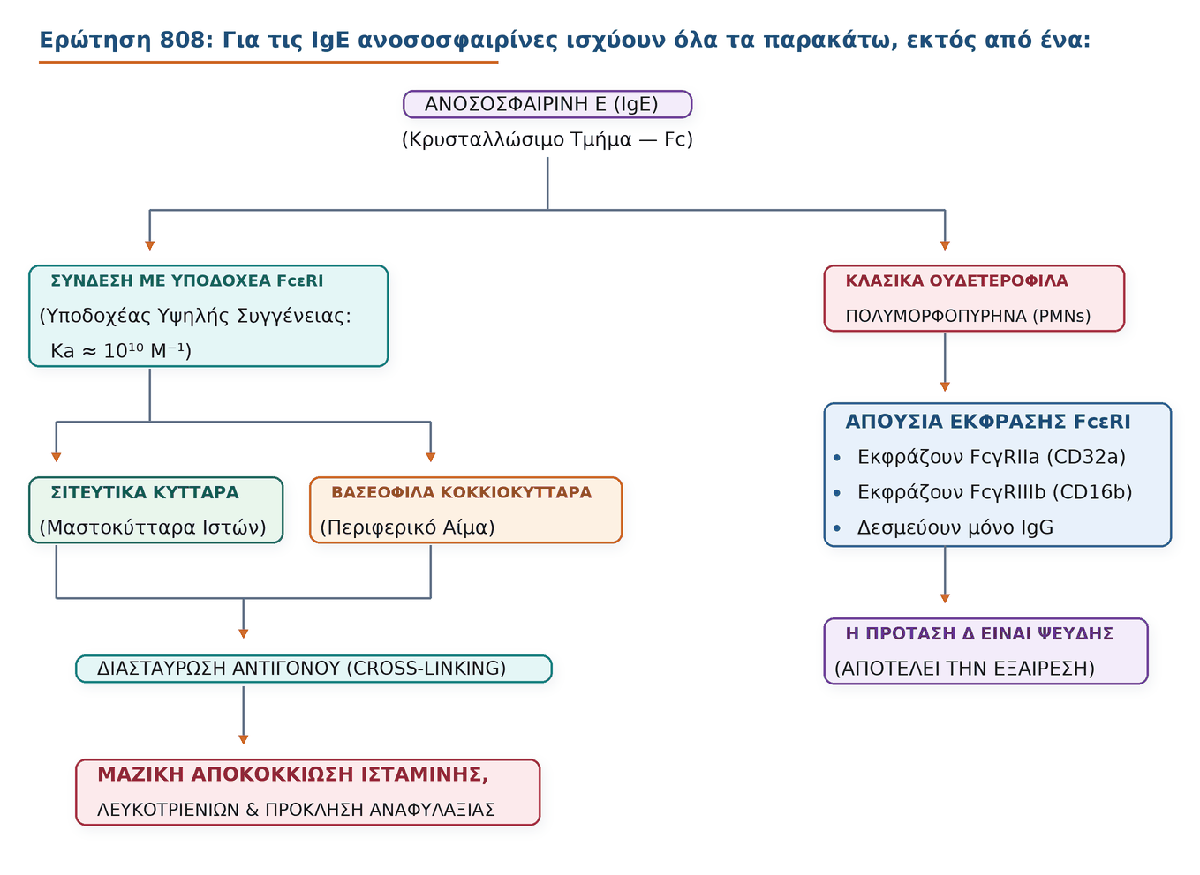 Ερώτηση 808: Για τις IgE ανοσοσφαιρίνες ισχύουν όλα τα παρακάτω, εκτός από ένα:
ΑΝΟΣΟΣΦΑΙΡΙΝΗ Ε (IgE)
(Κρυσταλλώσιμο Τμήμα — Fc)
ΣΥΝΔΕΣΗ ΜΕ ΥΠΟΔΟΧΕΑ FcεRI
(Υποδοχέας Υψηλής Συγγένειας:
Ka ≈ 10¹⁰ M⁻¹)
ΚΛΑΣΙΚΑ ΟΥΔΕΤΕΡΟΦΙΛΑ
ΠΟΛΥΜΟΡΦΟΠΥΡΗΝΑ (PMNs)
ΑΠΟΥΣΙΑ ΕΚΦΡΑΣΗΣ FcεRI
• Εκφράζουν FcγRIIa (CD32a)
• Εκφράζουν FcγRIIIb (CD16b)
• Δεσμεύουν μόνο IgG
ΣΙΤΕΥΤΙΚΑ ΚΥΤΤΑΡΑ
(Μαστοκύτταρα Ιστών)
ΒΑΣΕΟΦΙΛΑ ΚΟΚΚΙΟΚΥΤΤΑΡΑ
(Περιφερικό Αίμα)
Η ΠΡΟΤΑΣΗ Δ ΕΙΝΑΙ ΨΕΥΔΗΣ
(ΑΠΟΤΕΛΕΙ ΤΗΝ ΕΞΑΙΡΕΣΗ)
ΔΙΑΣΤΑΥΡΩΣΗ ΑΝΤΙΓΟΝΟΥ (CROSS-LINKING)
ΜΑΖΙΚΗ ΑΠΟΚΟΚΚΙΩΣΗ ΙΣΤΑΜΙΝΗΣ,
ΛΕΥΚΟΤΡΙΕΝΙΩΝ & ΠΡΟΚΛΗΣΗ ΑΝΑΦΥΛΑΞΙΑΣ